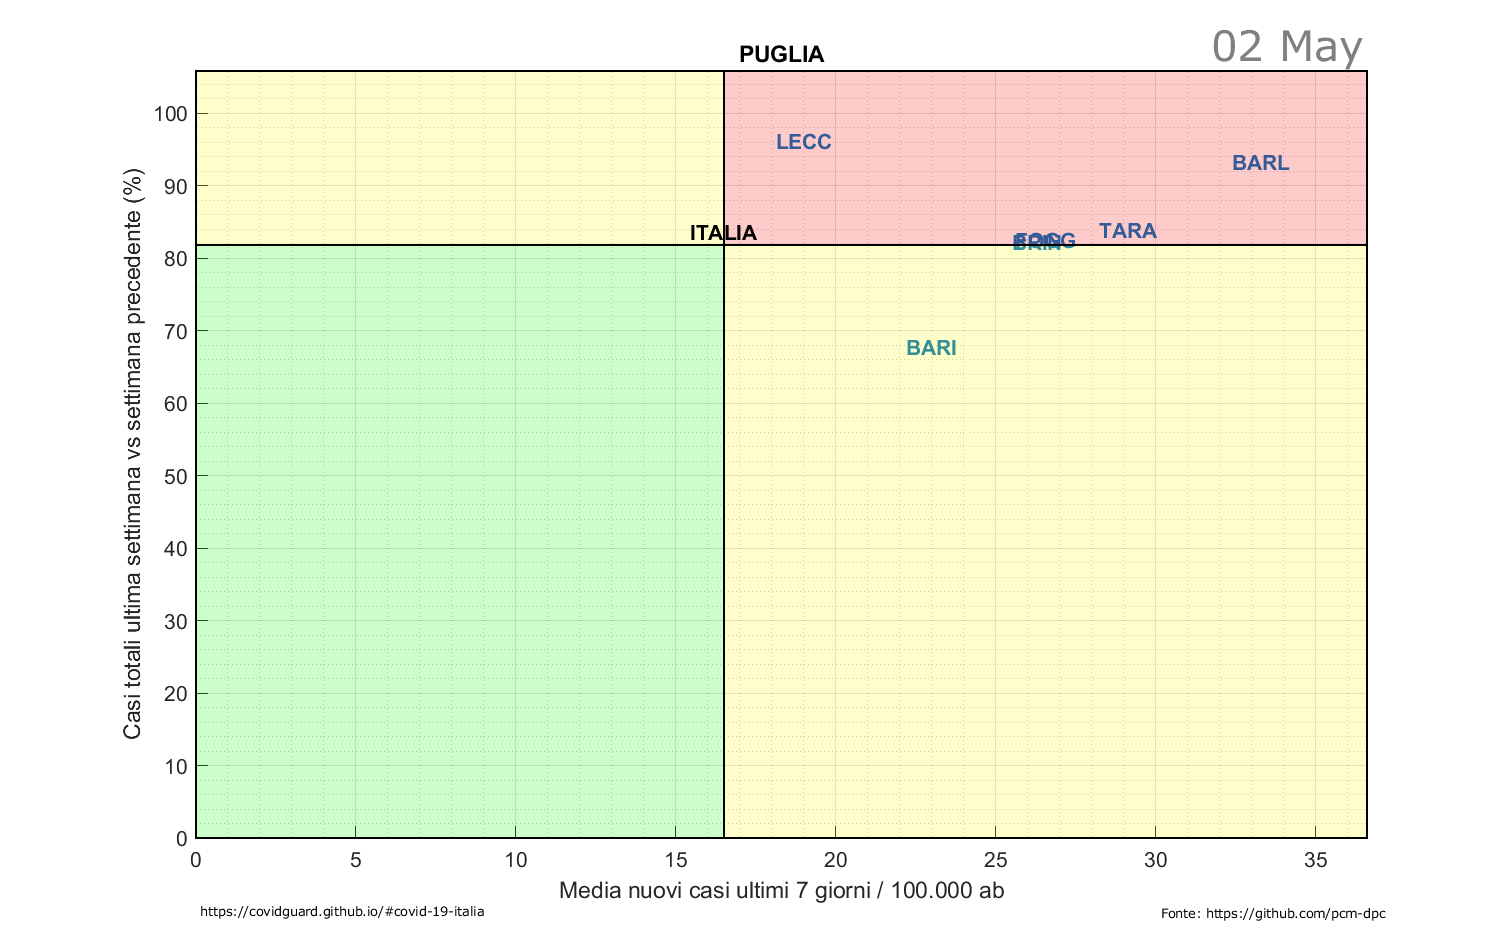 02 May
PUGLIA
100
90
80
70
60
50
40
30
20
10
0
Casi totali ultima settimana vs settimana precedente (%)
LECC
BARL
ITALIA
TARA
FOGG
BRIN
BARI
0 5 10 15 20 25 30 35
Media nuovi casi ultimi 7 giorni / 100.000 ab
https://covidguard.github.io/#covid-19-italia
Fonte: https://github.com/pcm-dpc